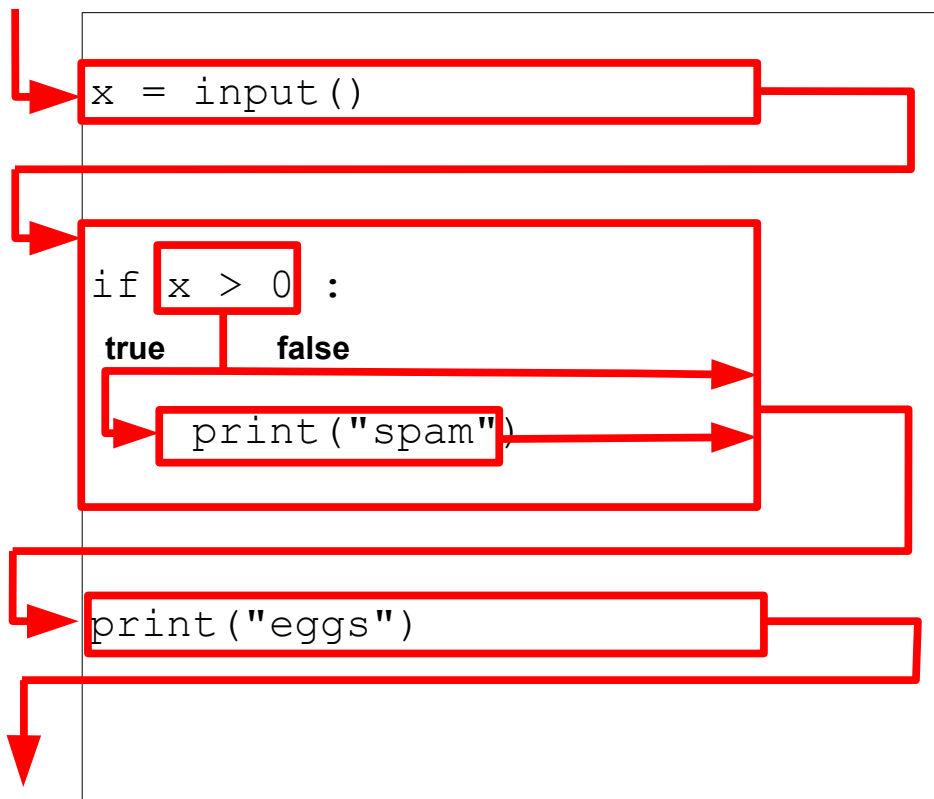 x = input()
if x > 0 :
true false
print("spam")
print("eggs")